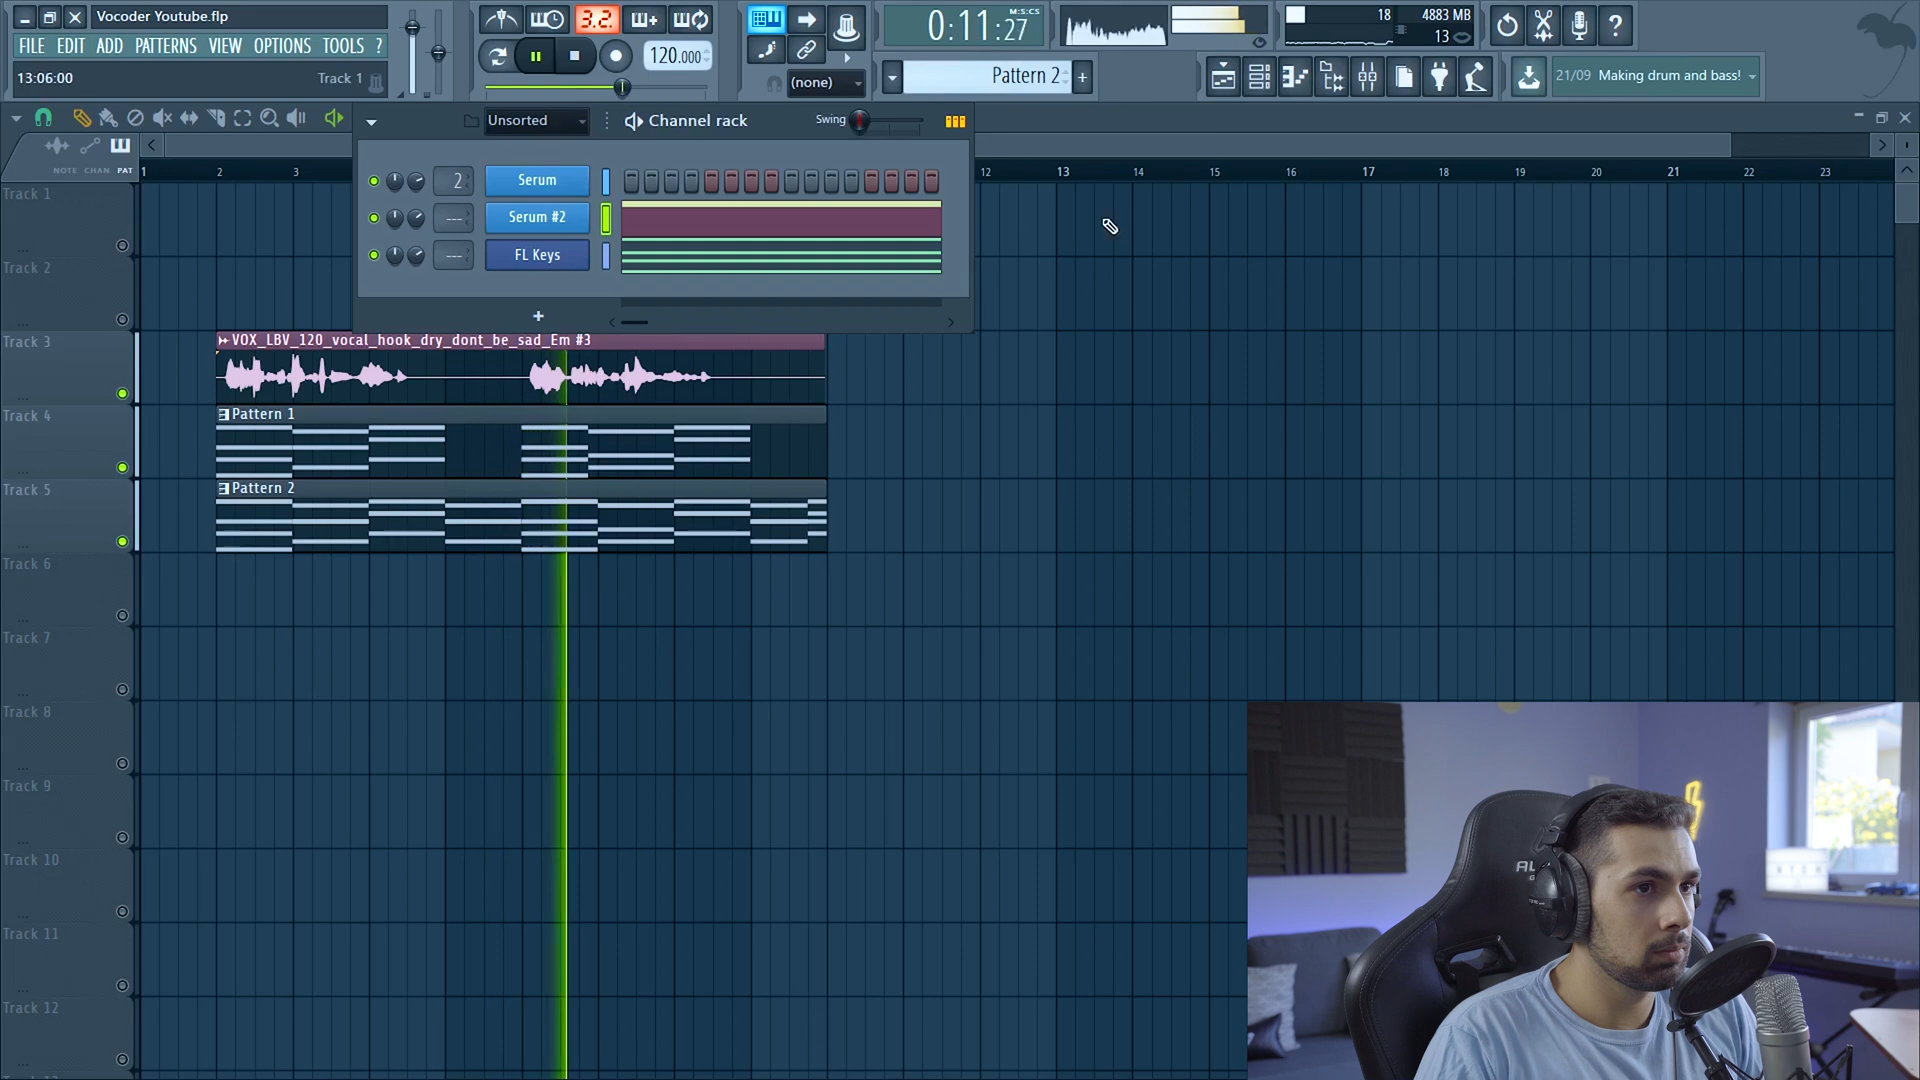 Vocoder Youtube.flp
FILE EDIT ADD PATTERNS VIEW OPTIONS TOOLS ?
13:06:00 Track 1
3.2.
120.000
(none)
0:11:27
M:S:CS
Pattern 2
18
4883 MB
13
21/09 Making drum and bass!
Unsorted
Channel rack
Swing
NOTE CHAN PAT
1 2 3 12 13 14 15 16 17 18 19 20 21 22 23
2 Serum
--- Serum #2
--- FL Keys
Track 1
Track 2
Track 3
VOX_LBV_120_vocal_hook_dry_dont_be_sad_Em #3
Track 4
Pattern 1
Track 5
Pattern 2
Track 6
Track 7
Track 8
Track 9
Track 10
Track 11
Track 12